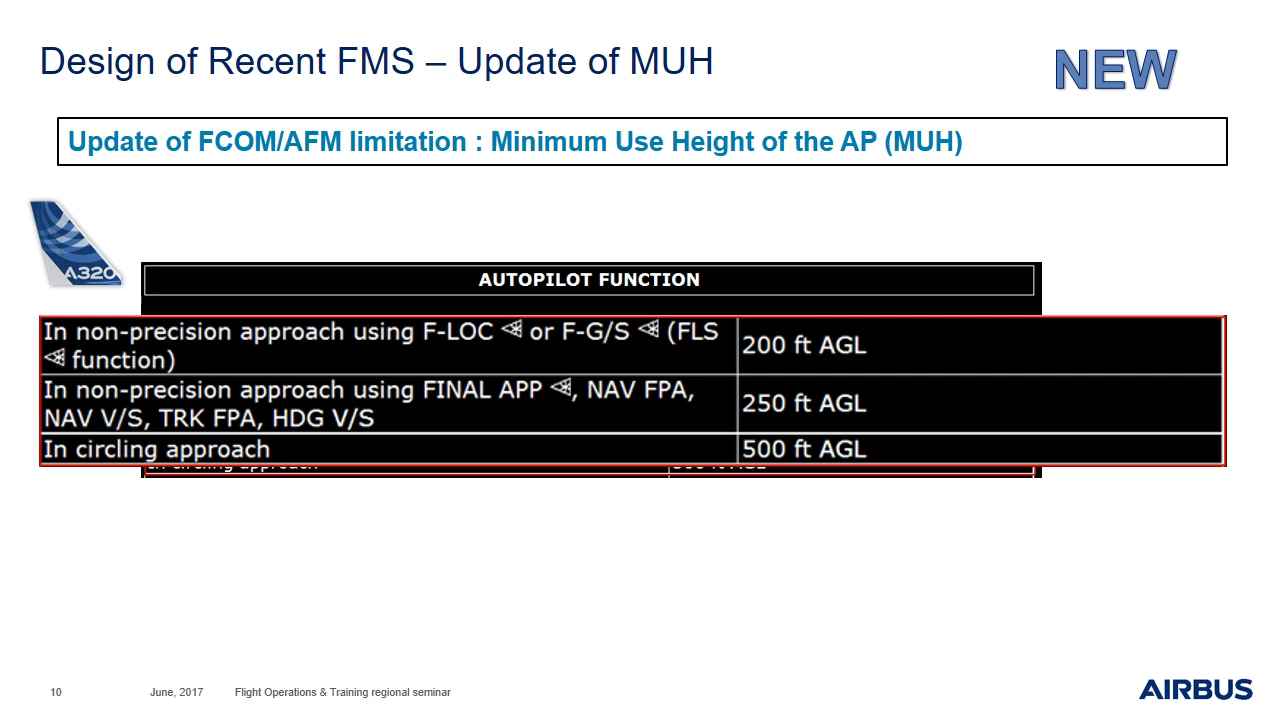 Design of Recent FMS – Update of MUH
NEW
Update of FCOM/AFM limitation : Minimum Use Height of the AP (MUH)
A320
AUTOPILOT FUNCTION
In non-precision approach using F-LOC or F-G/S (FLS
function)
200 ft AGL
In non-precision approach using FINAL APP , NAV FPA,
NAV V/S, TRK FPA, HDG V/S
250 ft AGL
In circling approach
500 ft AGL
10
June, 2017
Flight Operations & Training regional seminar
AIRBUS